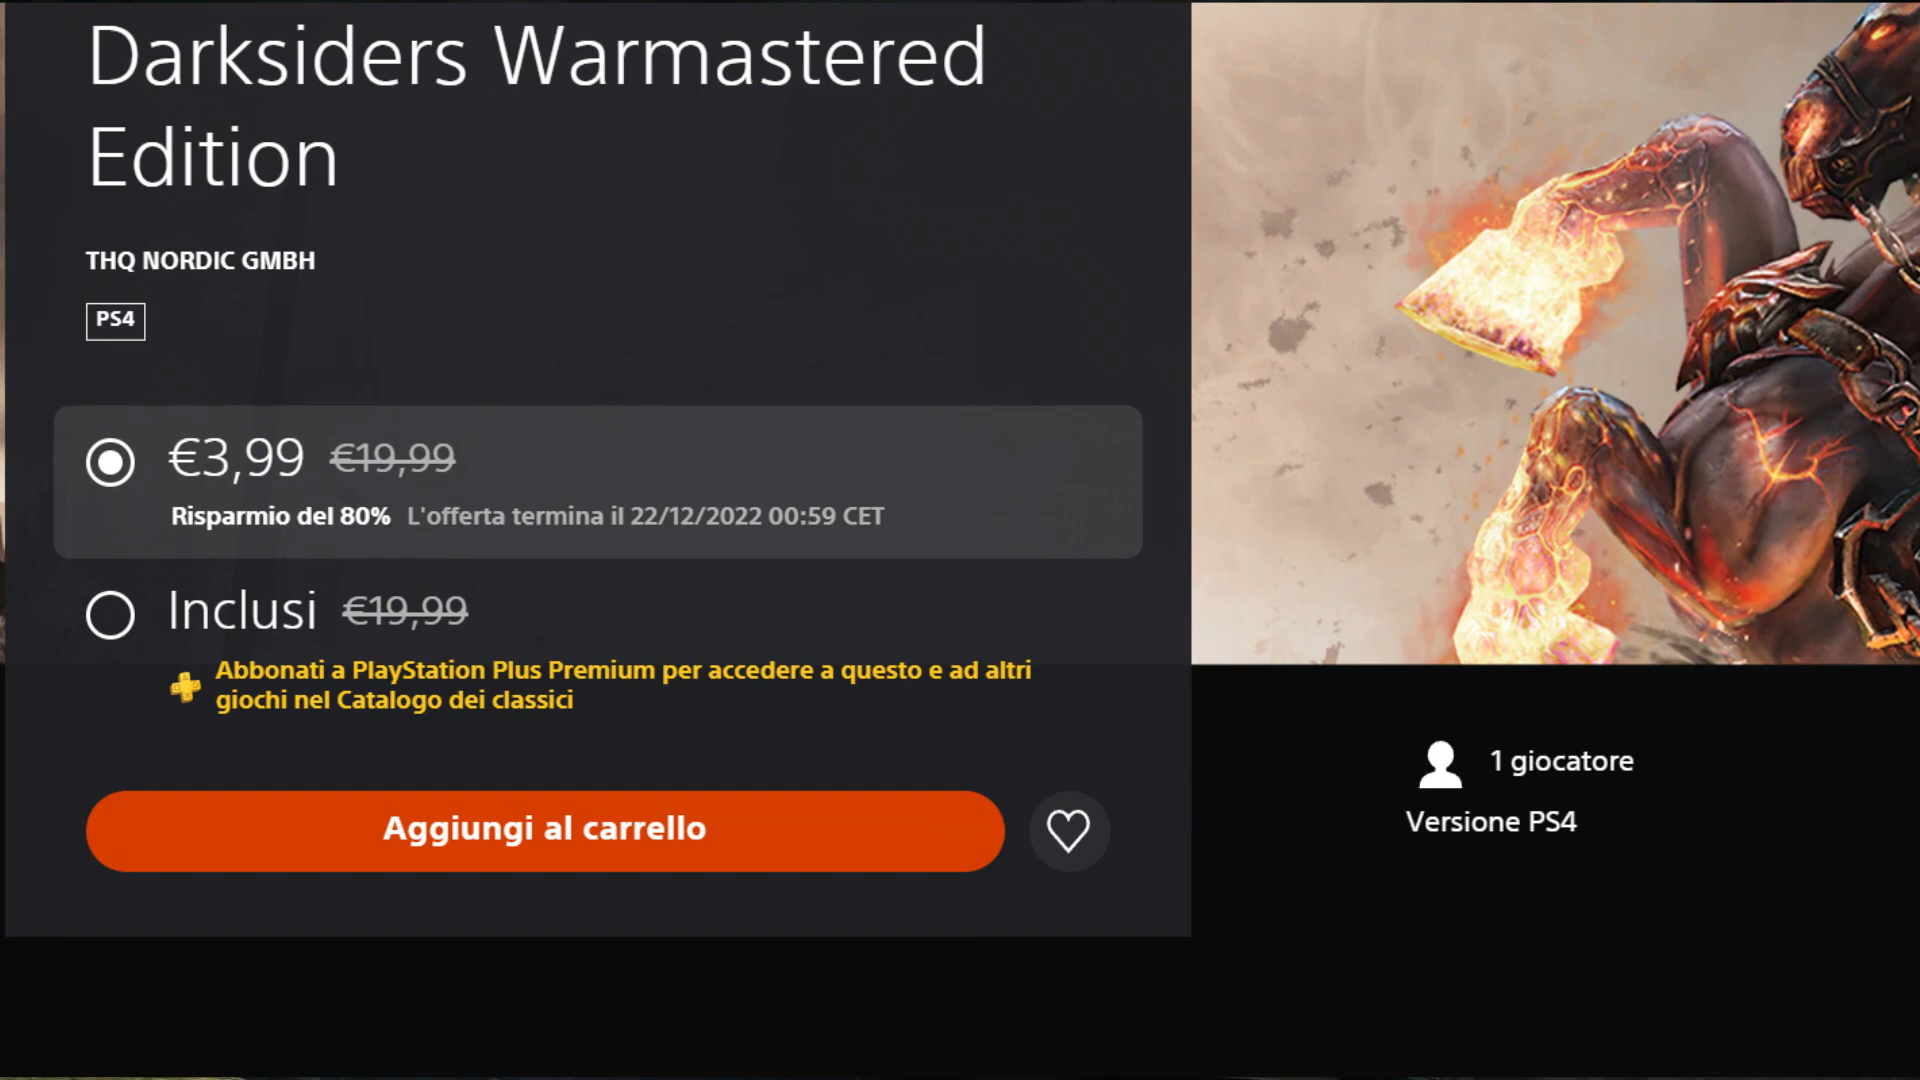 Darksiders Warmastered
Edition
THQ NORDIC GMBH
PS4
€3,99 €19,99
Risparmio del 80% L'offerta termina il 22/12/2022 00:59 CET
Inclusi €19,99
Abbonati a PlayStation Plus Premium per accedere a questo e ad altri
giochi nel Catalogo dei classici
Aggiungi al carrello
1 giocatore
Versione PS4